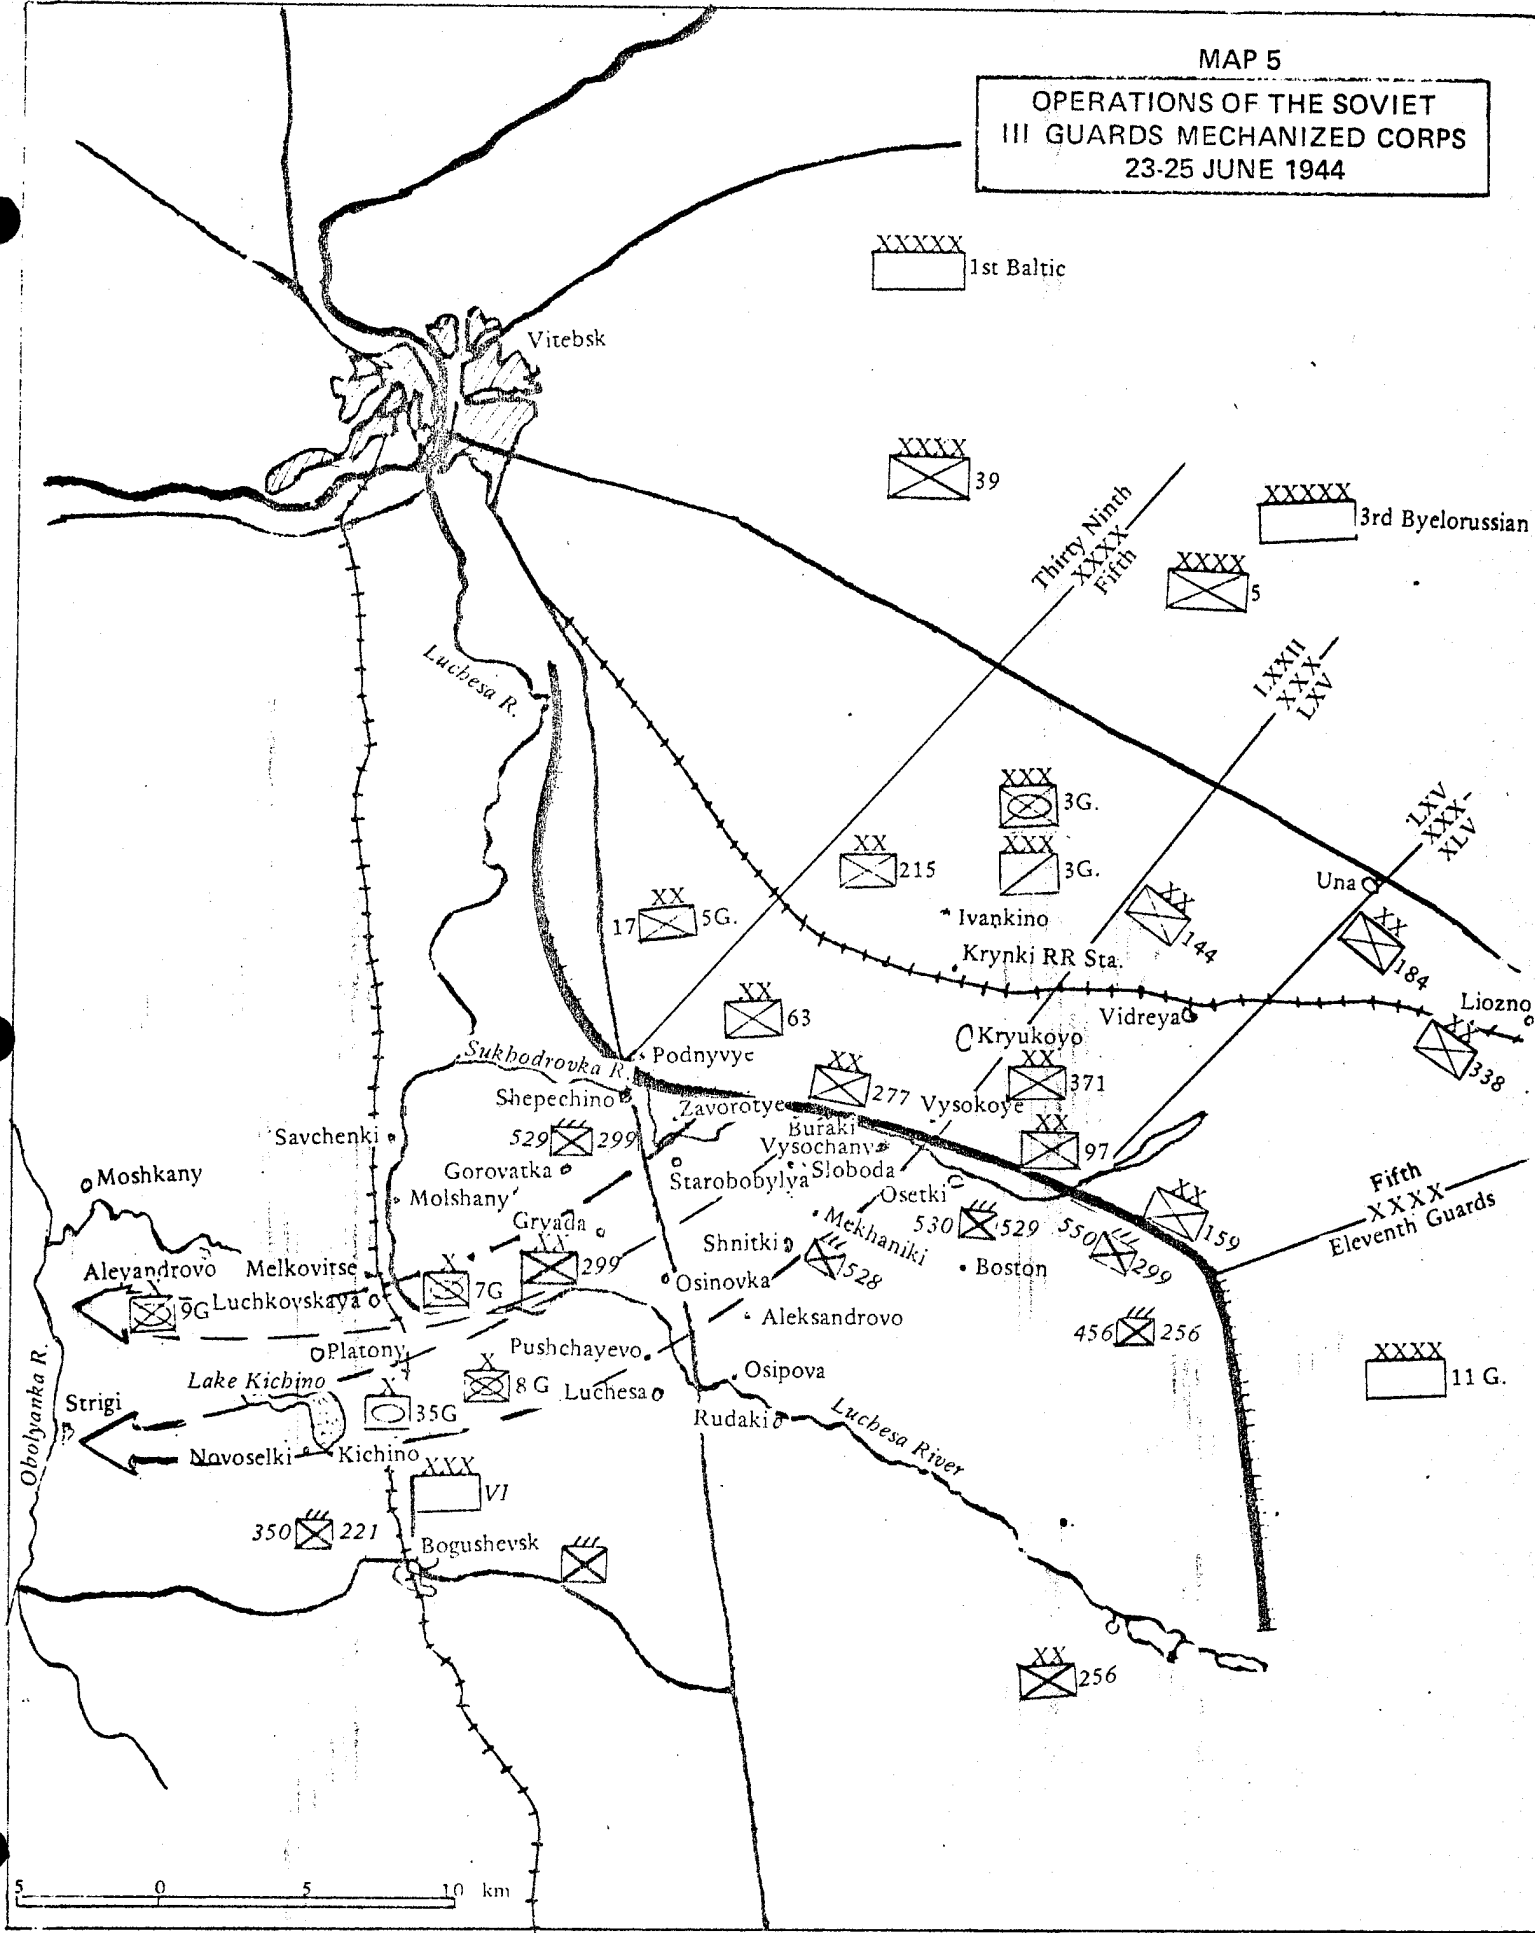 MAP 5
OPERATIONS OF THE SOVIET
III GUARDS MECHANIZED CORPS
23-25 JUNE 1944
XXXXX
1st Baltic
Vitebsk
XXXX
39
XXXXX
3rd Byelorussian
Thirty Ninth
XXXX
Fifth
XXXX
5
Luchesa R.
LXXII
XXX
LXV
XXX
3G.
XXX
3G.
LXV
XXX-
XLV
XX
215
Una
XX
17 5G.
Ivankino
XX
144
XX
184
Krynki RR Sta.
Liozno
XX
63
Vidreya
Kryukovo
XX
338
Sukhodrovka R.
Podnyvye
XX
277
XX
371
Shepechino
Zavorotye
Vysokoye
Savchenki
529 299
Buraki
Vysochany
XX
97
Moshkany
Gorovatka
Starobobylya
Sloboda
Osetki
Fifth
XXXX
Eleventh Guards
Molshany
XX
159
Gryada
Mekhaniki
530 529
550 299
XX
299
Shnitki
528
Boston
Aleyandrovo
Melkovitse
X
7G
Osinovka
X
9G
Luchkovskaya
Aleksandrovo
456 256
Platony
Pushchayevo
XXXX
11 G.
Obolyanka R.
Lake Kichino
X
8 G
Luchesa
Osipova
Strigi
X
35G
Rudaki
Luchesa River
Novoselki
Kichino
XXX
VI
350 221
Bogushevsk
XX
256
5 0 5 10 km